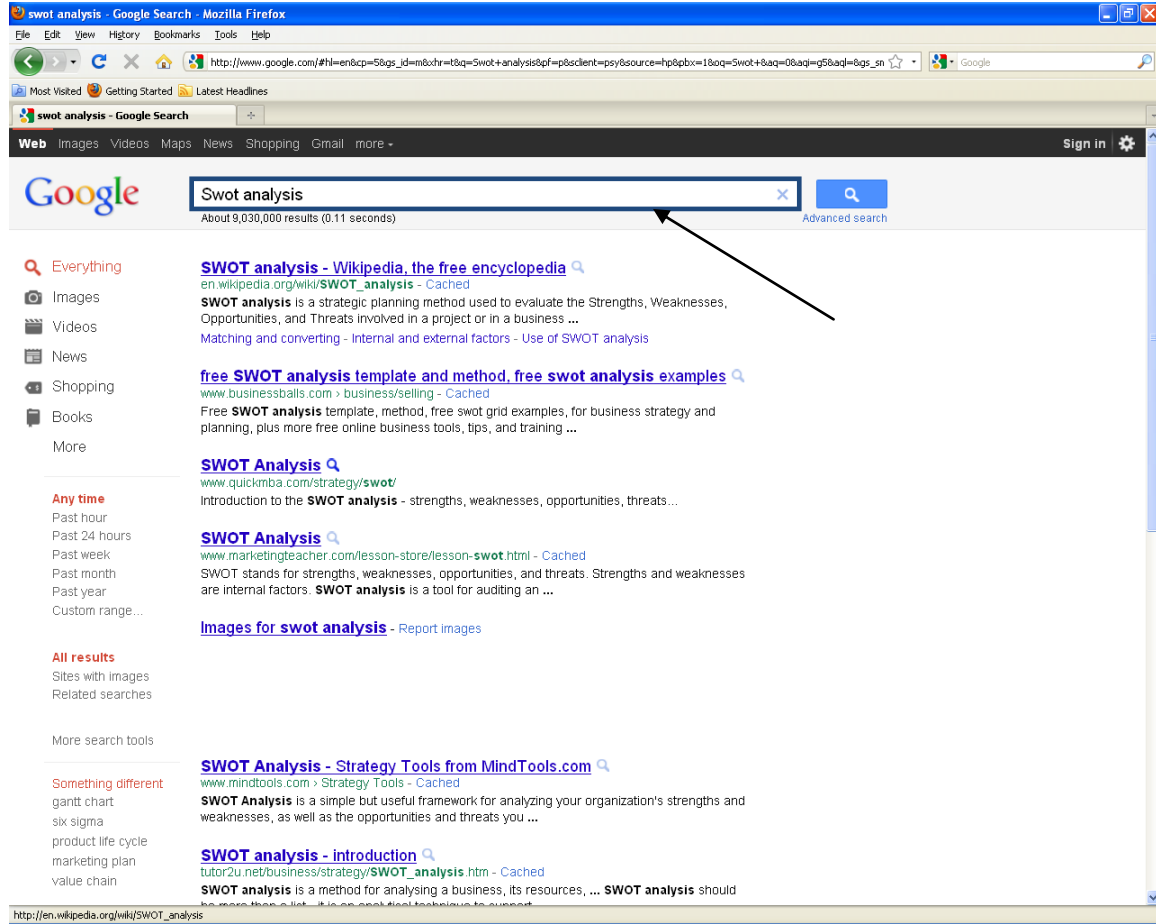 swot analysis - Google Search - Mozilla Firefox
File Edit View History Bookmarks Tools Help
http://www.google.com/#hl=en&cp=5&gs_id=m&xhr=t&q=Swot+analysis&pf=p&sclient=psy&source=hp&pbx=1&oq=Swot+&aq=0&aqi=g5&aql=&gs_sn Google
Most Visited Getting Started Latest Headlines
swot analysis - Google Search
Web Images Videos Maps News Shopping Gmail more Sign in
Google
Swot analysis
About 9,030,000 results (0.11 seconds) Advanced search
Everything
Images
Videos
News
Shopping
Books
More
Any time
Past hour
Past 24 hours
Past week
Past month
Past year
Custom range...
All results
Sites with images
Related searches
More search tools
Something different
gantt chart
six sigma
product life cycle
marketing plan
value chain
SWOT analysis - Wikipedia, the free encyclopedia
en.wikipedia.org/wiki/SWOT_analysis - Cached
SWOT analysis is a strategic planning method used to evaluate the Strengths, Weaknesses,
Opportunities, and Threats involved in a project or in a business ...
Matching and converting - Internal and external factors - Use of SWOT analysis
free SWOT analysis template and method, free swot analysis examples
www.businessballs.com › business/selling - Cached
Free SWOT analysis template, method, free swot grid examples, for business strategy and
planning, plus more free online business tools, tips, and training ...
SWOT Analysis
www.quickmba.com/strategy/swot/
Introduction to the SWOT analysis - strengths, weaknesses, opportunities, threats...
SWOT Analysis
www.marketingteacher.com/lesson-store/lesson-swot.html - Cached
SWOT stands for strengths, weaknesses, opportunities, and threats. Strengths and weaknesses
are internal factors. SWOT analysis is a tool for auditing an ...
Images for swot analysis - Report images
SWOT Analysis - Strategy Tools from MindTools.com
www.mindtools.com › Strategy Tools - Cached
SWOT Analysis is a simple but useful framework for analyzing your organization's strengths and
weaknesses, as well as the opportunities and threats you ...
SWOT analysis - introduction
tutor2u.net/business/strategy/SWOT_analysis.htm - Cached
SWOT analysis is a method for analysing a business, its resources, ... SWOT analysis should
http://en.wikipedia.org/wiki/SWOT_analysis